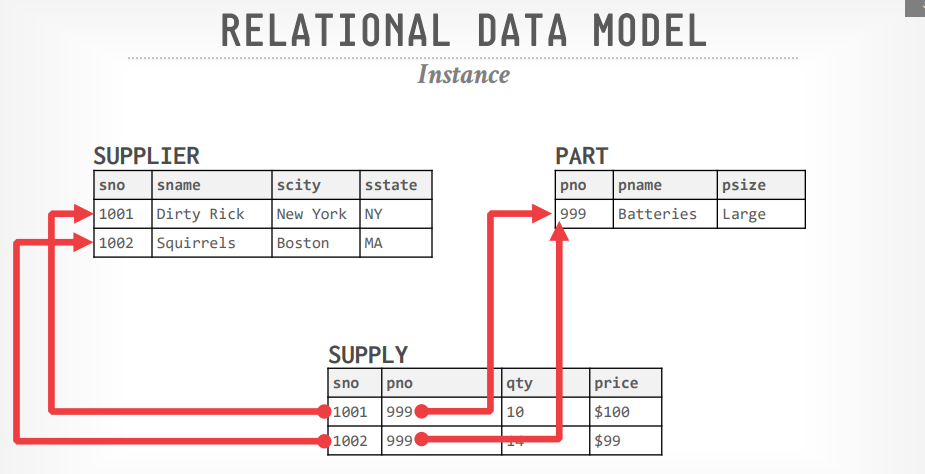 RELATIONAL DATA MODEL
Instance
SUPPLIER
sno sname scity sstate
1001 Dirty Rick New York NY
1002 Squirrels Boston MA
PART
pno pname psize
999 Batteries Large
SUPPLY
sno pno qty price
1001 999 10 $100
1002 999 14 $99